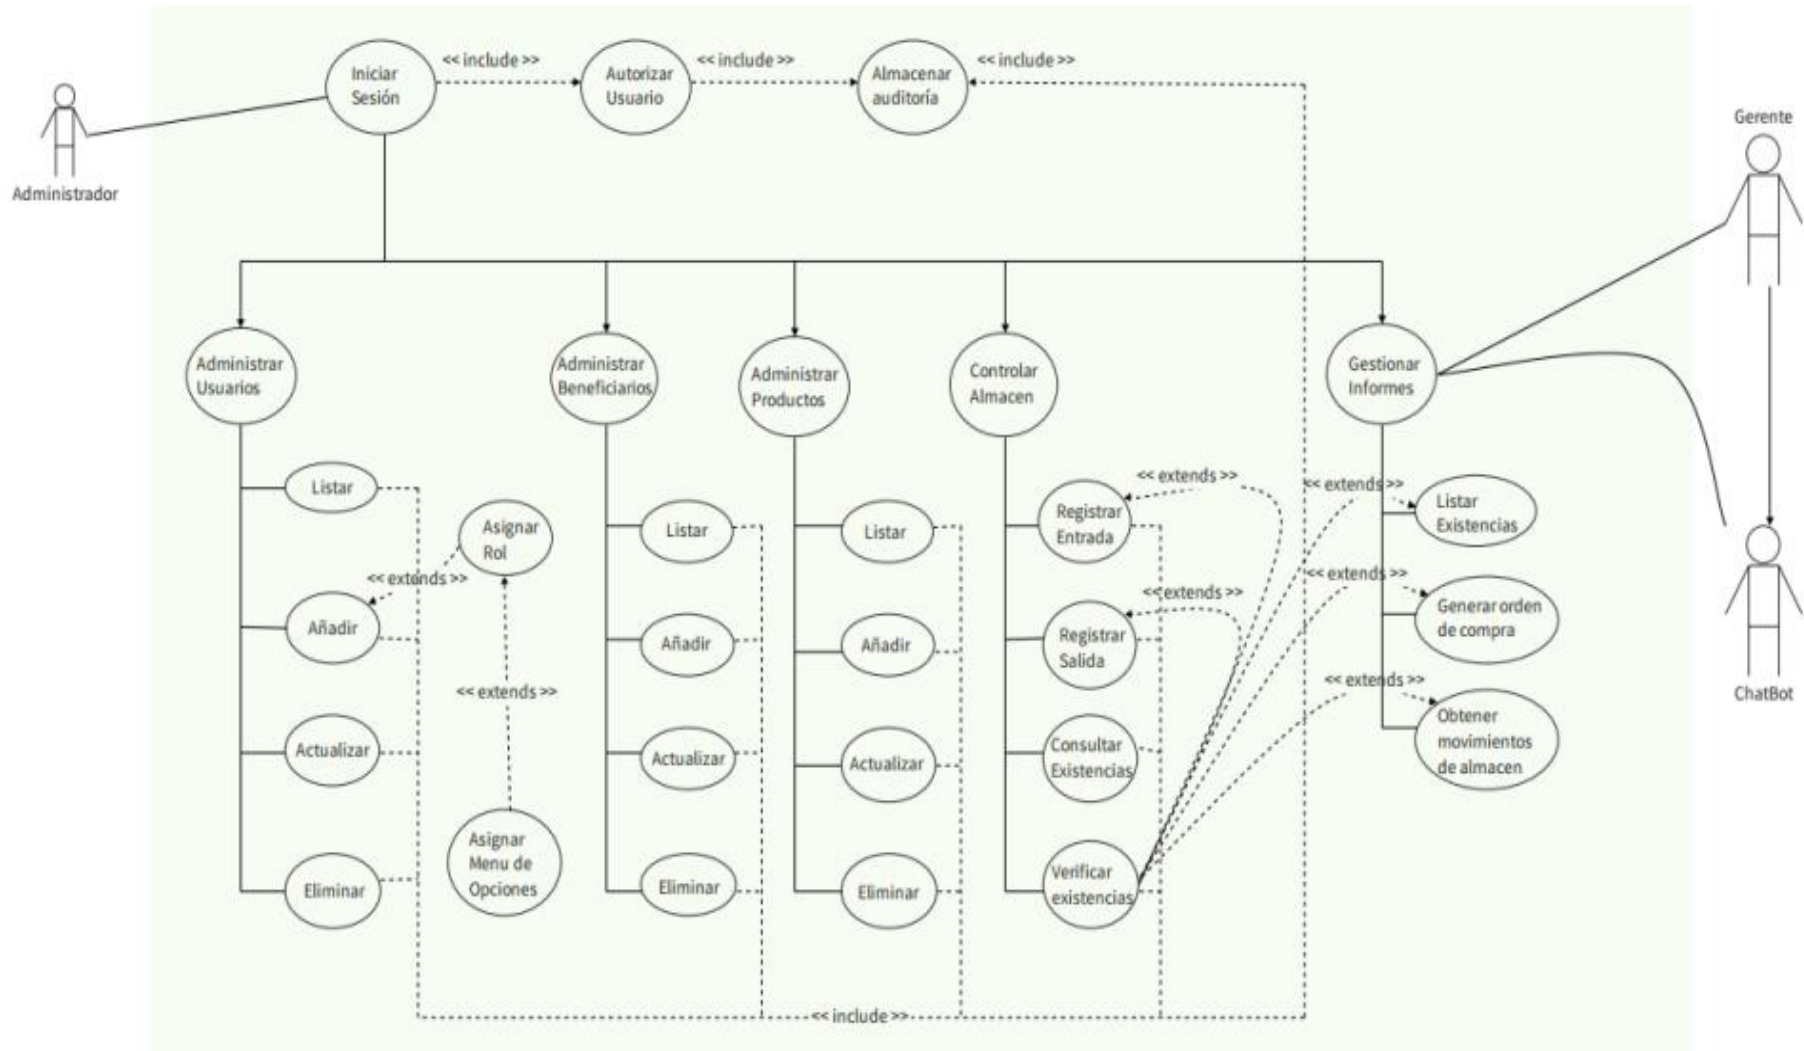 << include >>
<< include >>
<< include >>
Iniciar
Sesión
Autorizar
Usuario
Almacenar
auditoría
Administrador
Gerente
Administrar
Usuarios
Administrar
Beneficiarios
Administrar
Productos
Controlar
Almacen
Gestionar
Informes
Listar
Asignar
Rol
<< extends >>
Añadir
<< extends >>
Actualizar
Asignar
Menu de
Opciones
Eliminar
Listar
Añadir
Actualizar
Eliminar
Listar
Añadir
Actualizar
Eliminar
<< extends >>
Registrar
Entrada
<< extends >>
Registrar
Salida
Consultar
Existencias
Verificar
existencias
<< extends >>
Listar
Existencias
<< extends >>
Generar orden
de compra
<< extends >>
Obtener
movimientos
de almacen
ChatBot
<< include >>